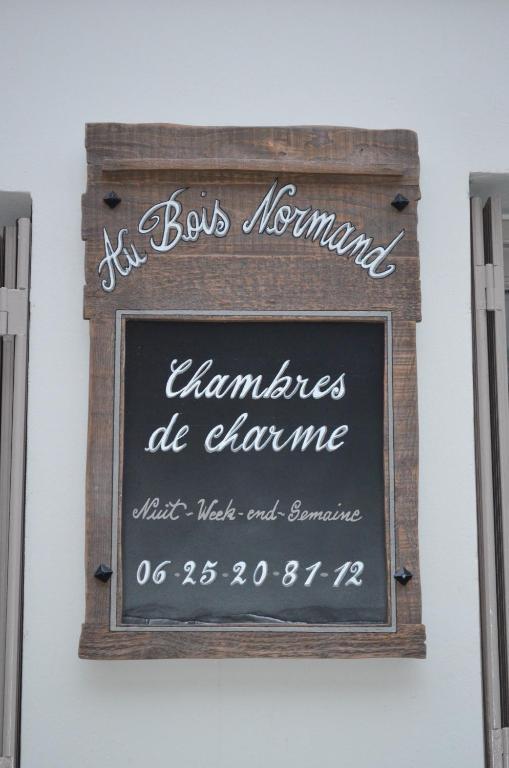 Au Bois Normand
Chambres
de charme
Nuit - Week - end - Semaine
06-25-20-81-12